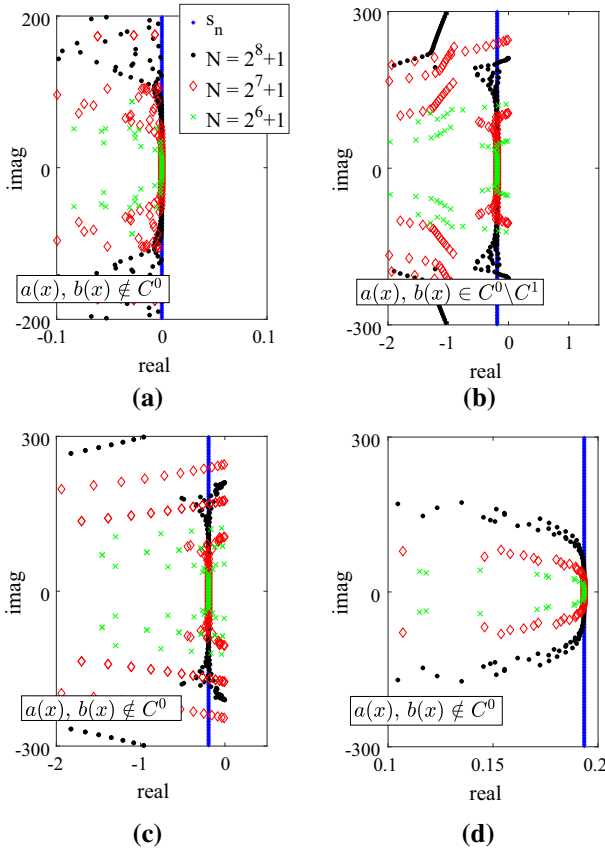 200
0
-200
imag
-0.1
0
0.1
real
s_n
N = 2^8+1
N = 2^7+1
N = 2^6+1
a(x), b(x) ∉ C^0
(a)
300
0
-300
imag
-2
-1
0
1
real
a(x), b(x) ∈ C^0\C^1
(b)
300
0
-300
imag
-2
-1
0
real
a(x), b(x) ∉ C^0
(c)
300
0
-300
imag
0.1
0.15
0.2
real
a(x), b(x) ∉ C^0
(d)